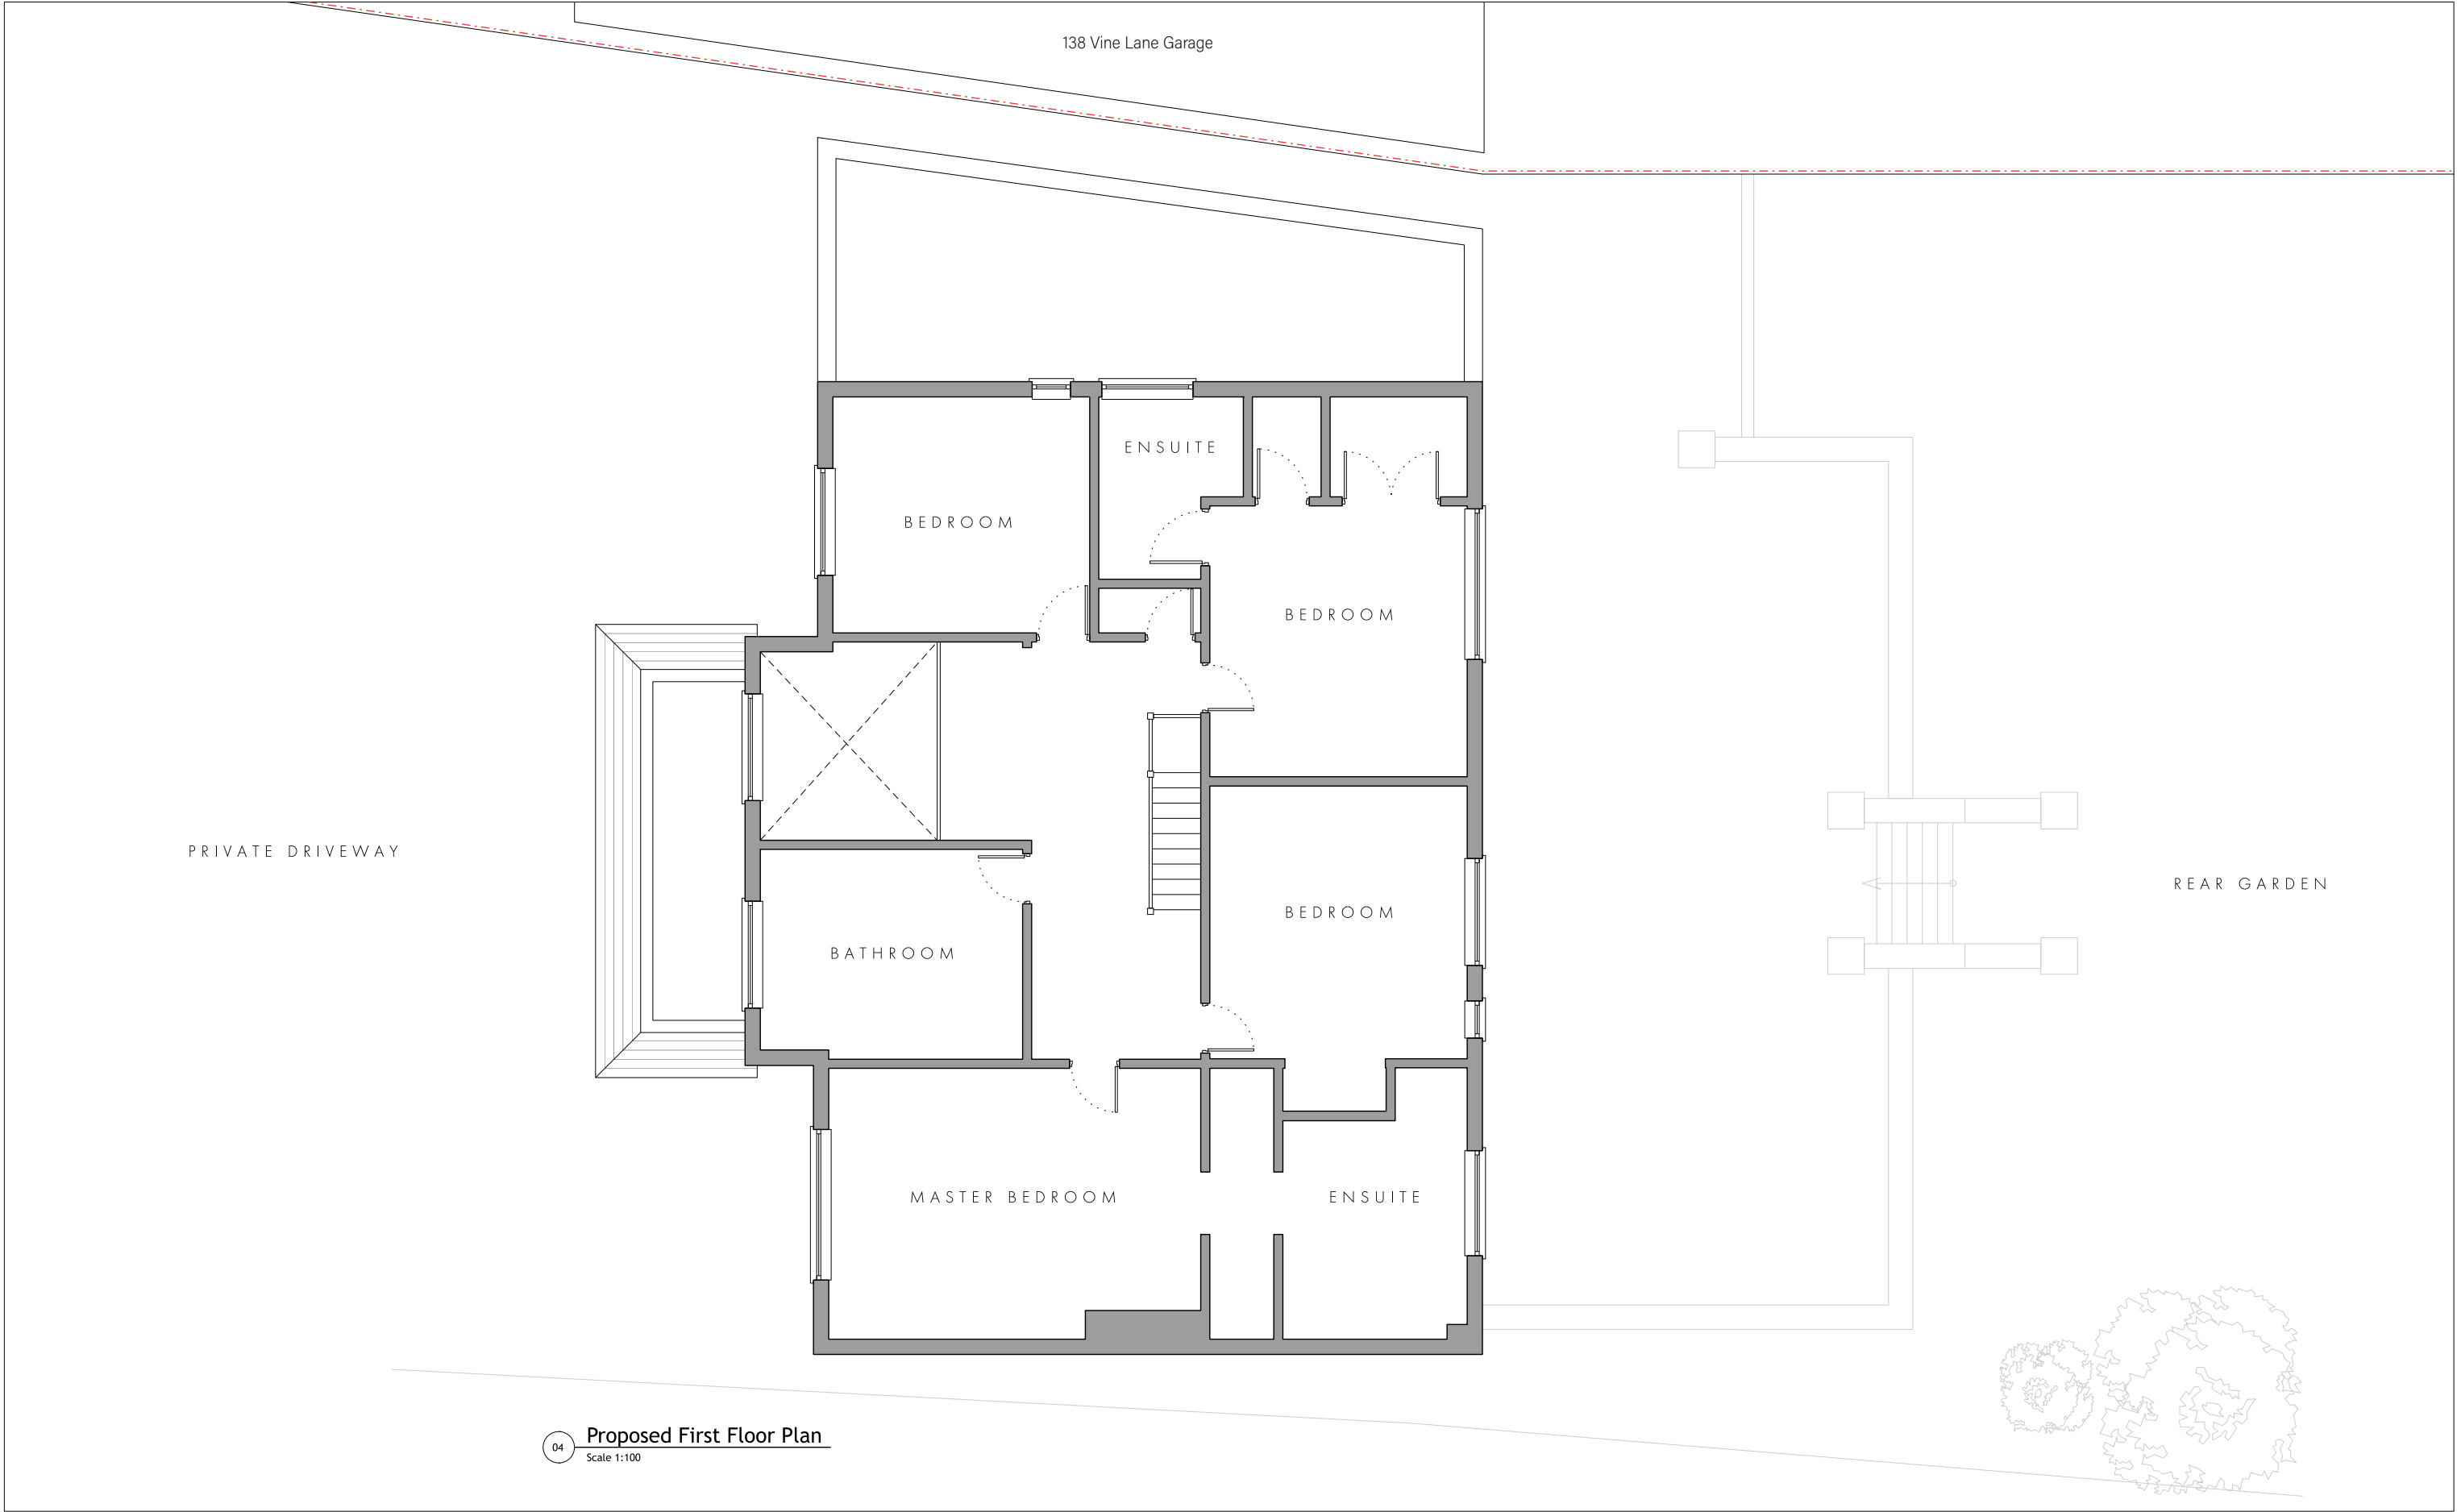 138 Vine Lane Garage
ENSUITE
BEDROOM
BEDROOM
PRIVATE DRIVEWAY
REAR GARDEN
BEDROOM
BATHROOM
MASTER BEDROOM
ENSUITE
04
Proposed First Floor Plan
Scale 1:100